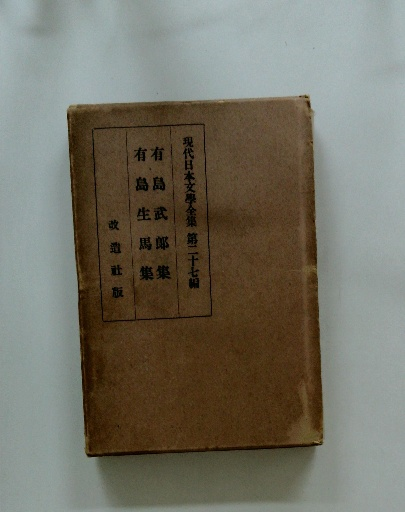 現代日本文學全集 第二十七編
有島武郎集
有島生馬集
改造社版